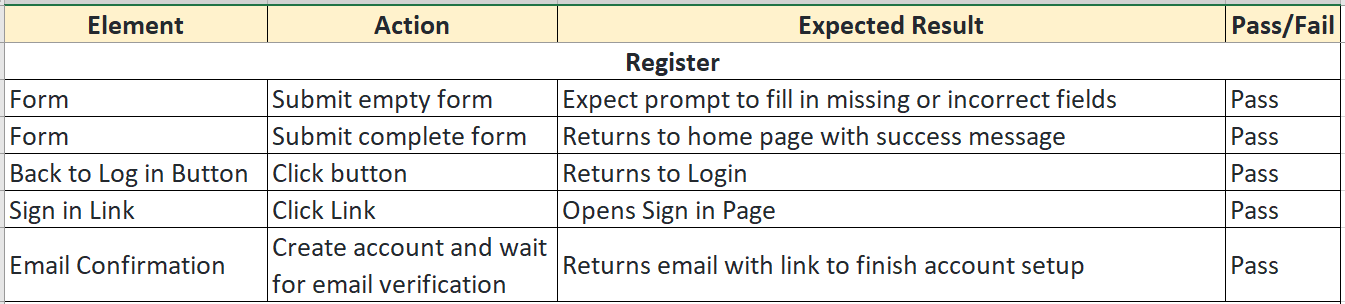 Element Action Expected Result Pass/Fail
Register
Form Submit empty form Expect prompt to fill in missing or incorrect fields Pass
Form Submit complete form Returns to home page with success message Pass
Back to Log in Button Click button Returns to Login Pass
Sign in Link Click Link Opens Sign in Page Pass
Email Confirmation Create account and wait
for email verification Returns email with link to finish account setup Pass